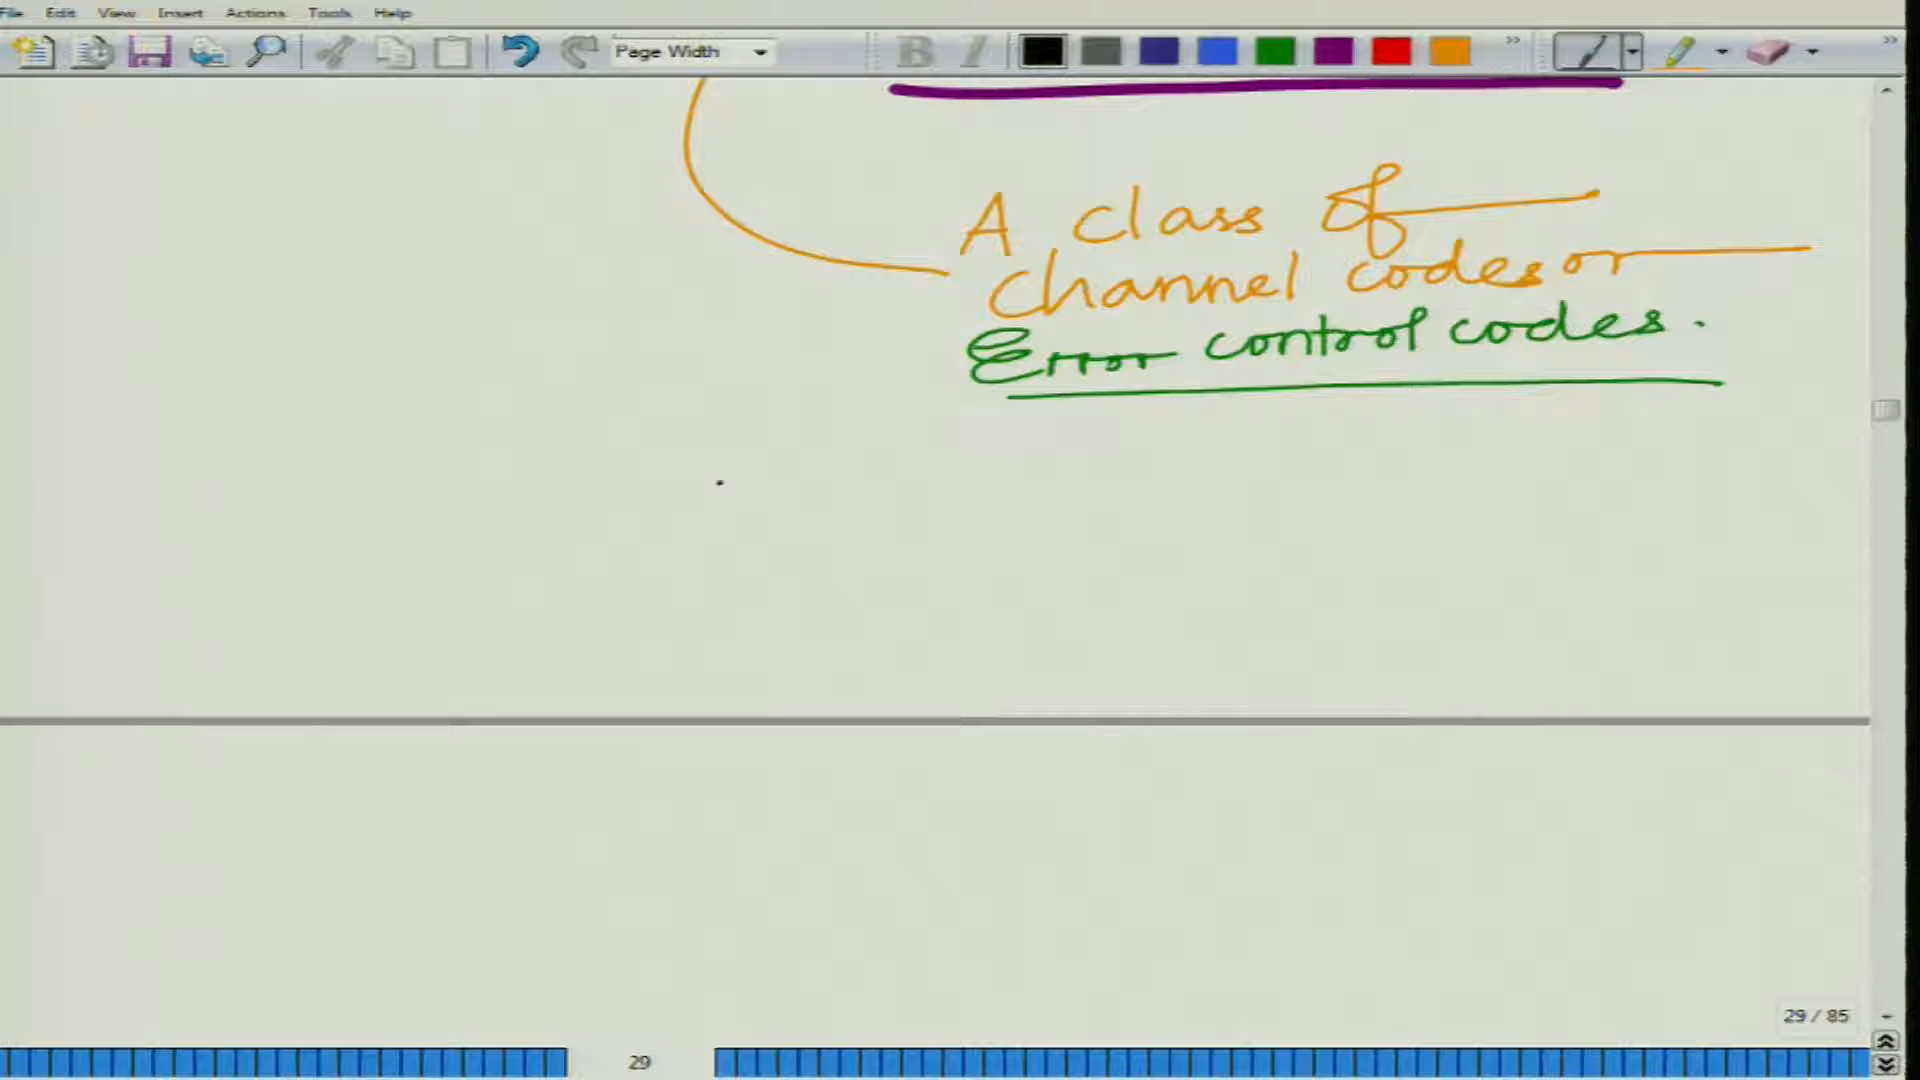 File Edit View Insert Actions Tools Help
Page Width
A class of
channel codes or
Error control codes.
29 / 85
29